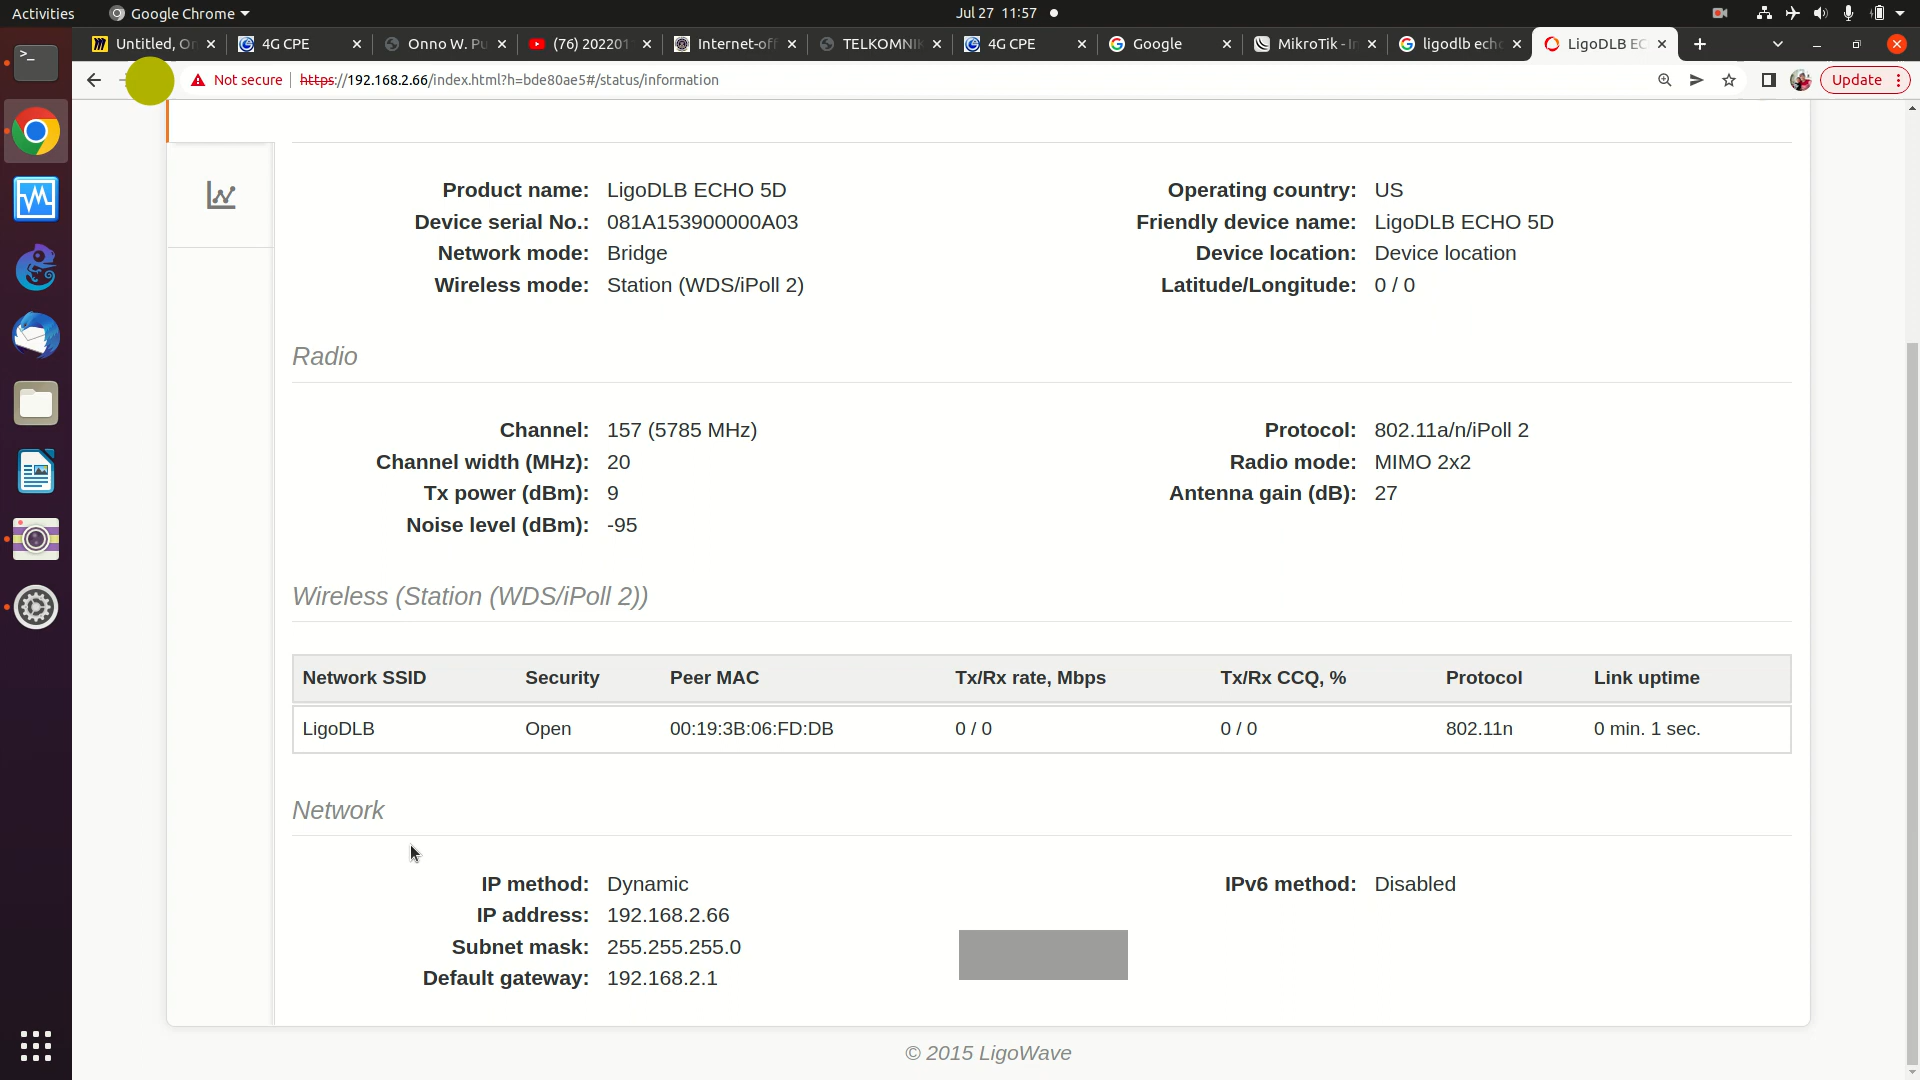 Activities Google Chrome Jul 27 11:57
Untitled, On 4G CPE Onno W. Pu (76) 202201 Internet-off TELKOMNIK 4G CPE Google MikroTik - In ligodlb echo LigoDLB EC
Not secure https://192.168.2.66/index.html?h=bde80ae5#/status/information Update
Product name: LigoDLB ECHO 5D Operating country: US
Device serial No.: 081A153900000A03 Friendly device name: LigoDLB ECHO 5D
Network mode: Bridge Device location: Device location
Wireless mode: Station (WDS/iPoll 2) Latitude/Longitude: 0 / 0
Radio
Channel: 157 (5785 MHz) Protocol: 802.11a/n/iPoll 2
Channel width (MHz): 20 Radio mode: MIMO 2x2
Tx power (dBm): 9 Antenna gain (dB): 27
Noise level (dBm): -95
Wireless (Station (WDS/iPoll 2))
Network SSID Security Peer MAC Tx/Rx rate, Mbps Tx/Rx CCQ, % Protocol Link uptime
LigoDLB Open 00:19:3B:06:FD:DB 0 / 0 0 / 0 802.11n 0 min. 1 sec.
Network
IP method: Dynamic IPv6 method: Disabled
IP address: 192.168.2.66
Subnet mask: 255.255.255.0
Default gateway: 192.168.2.1
© 2015 LigoWave